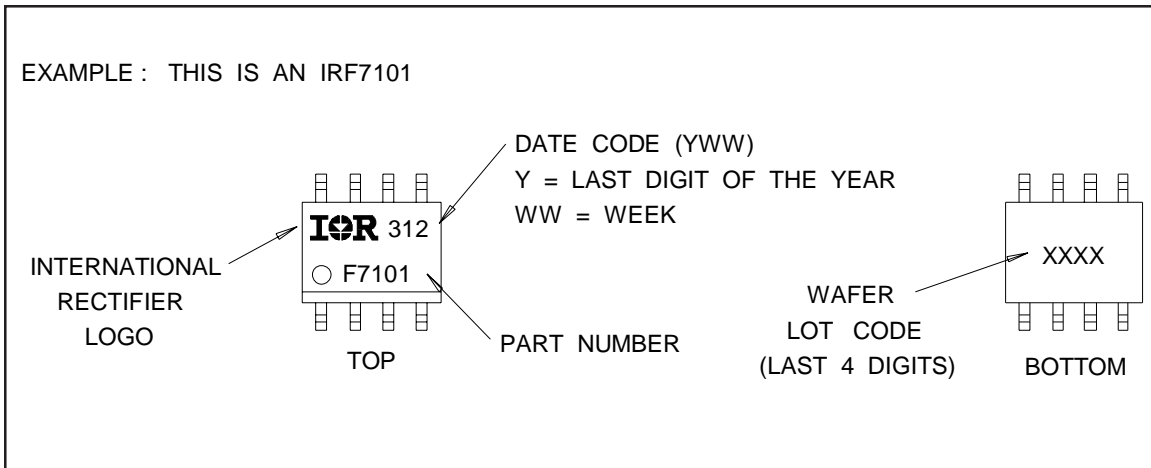 EXAMPLE : THIS IS AN IRF7101
DATE CODE (YWW)
Y = LAST DIGIT OF THE YEAR
WW = WEEK
INTERNATIONAL
RECTIFIER
LOGO
IOR 312
F7101
TOP
PART NUMBER
WAFER
LOT CODE
(LAST 4 DIGITS)
XXXX
BOTTOM